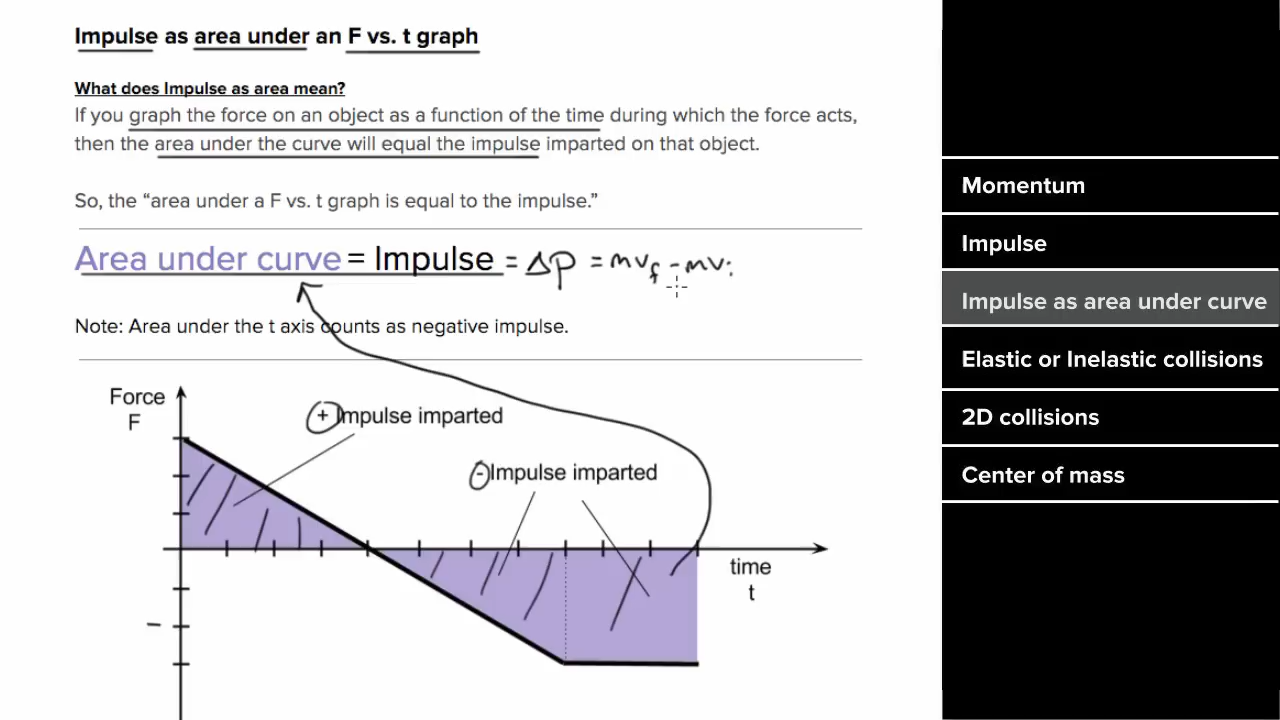 Impulse as area under an F vs. t graph
What does Impulse as area mean?
If you graph the force on an object as a function of the time during which the force acts,
then the area under the curve will equal the impulse imparted on that object.
So, the “area under a F vs. t graph is equal to the impulse.”
Area under curve = Impulse = Δp = mvf - mvi
Note: Area under the t axis counts as negative impulse.
Force
F
+ Impulse imparted
- Impulse imparted
time
t
Momentum
Impulse
Impulse as area under curve
Elastic or Inelastic collisions
2D collisions
Center of mass